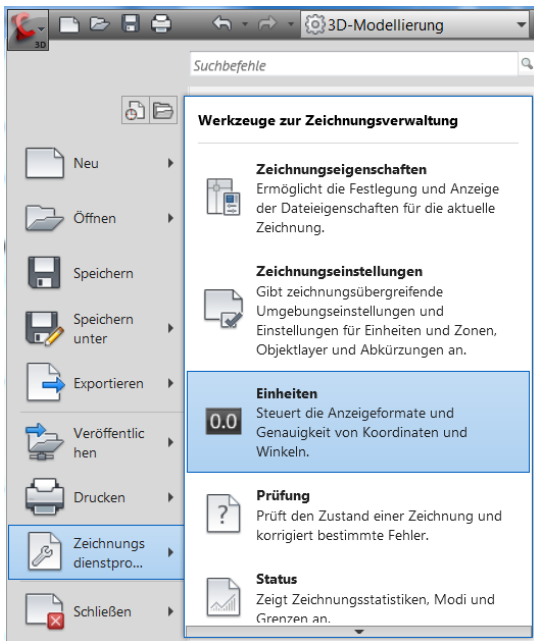 3D
3D-Modellierung
Suchbefehle
Neu
Öffnen
Speichern
Speichern
unter
Exportieren
Veröffentlic
hen
Drucken
Zeichnungs
dienstpro...
Schließen
Werkzeuge zur Zeichnungsverwaltung
Zeichnungseigenschaften
Ermöglicht die Festlegung und Anzeige
der Dateieigenschaften für die aktuelle
Zeichnung.
Zeichnungseinstellungen
Gibt zeichnungsübergreifende
Umgebungseinstellungen und
Einstellungen für Einheiten und Zonen,
Objektlayer und Abkürzungen an.
0.0
Einheiten
Steuert die Anzeigeformate und
Genauigkeit von Koordinaten und
Winkeln.
?
Prüfung
Prüft den Zustand einer Zeichnung und
korrigiert bestimmte Fehler.
Status
Zeigt Zeichnungsstatistiken, Modi und
Grenzen an.